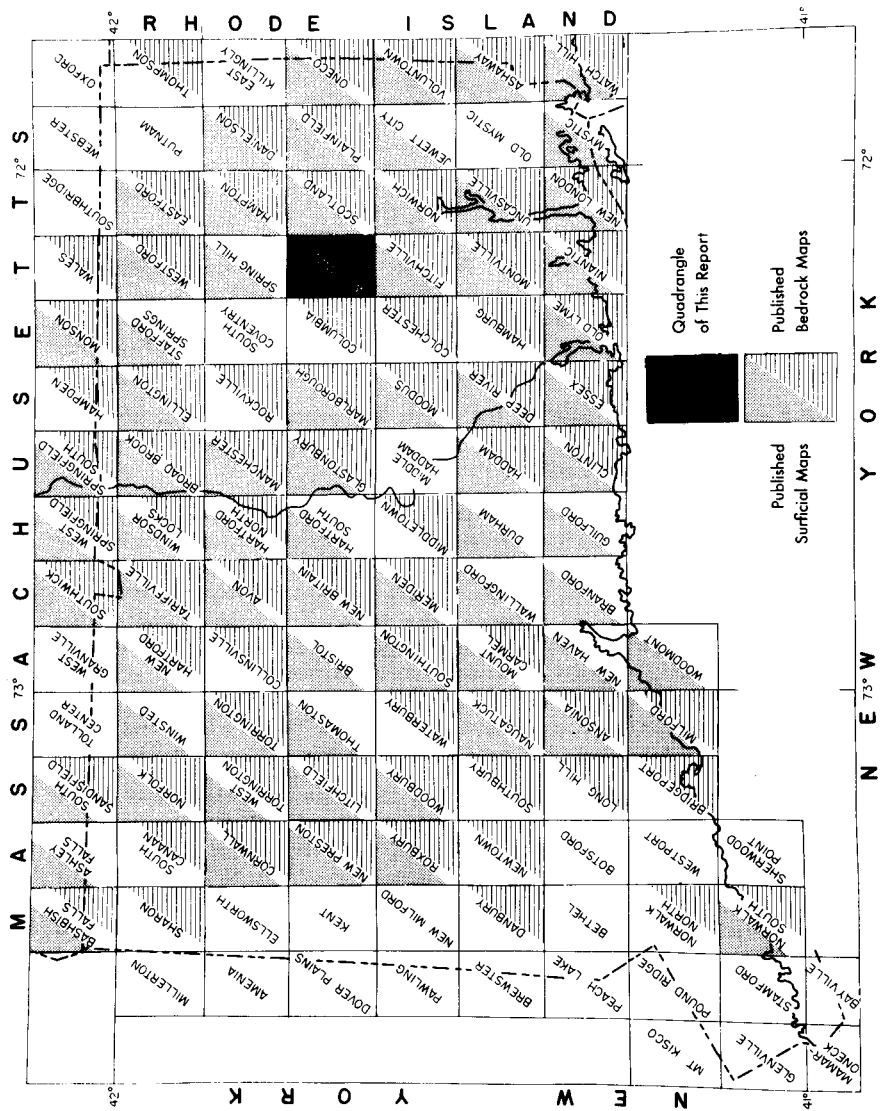 MASSACHUSETTS
73°
72°
BASHBISH FALLS
ASHLEY FALLS
SOUTH SANDISFIELD
TOLLAND CENTER
WEST GRANVILLE
SOUTHWICK
WEST SPRINGFIELD
SPRINGFIELD SOUTH
HAMPDEN
MONSON
WALES
SOUTHBRIDGE
WEBSTER
OXFORD
42°
42°
MILLERTON
SHARON
SOUTH CANAAN
NORFOLK
WINSTED
NEW HARTFORD
TARIFFVILLE
WINDSOR LOCKS
BROAD BROOK
ELLINGTON
STAFFORD SPRINGS
WESTFORD
EASTFORD
PUTNAM
THOMPSON
AMENIA
ELLSWORTH
CORNWALL
WEST TORRINGTON
TORRINGTON
COLLINSVILLE
AVON
HARTFORD NORTH
MANCHESTER
ROCKVILLE
SOUTH COVENTRY
SPRING HILL
HAMPTON
DANIELSON
EAST KILLINGLY
DOVER PLAINS
KENT
NEW PRESTON
LITCHFIELD
THOMASTON
BRISTOL
NEW BRITAIN
HARTFORD SOUTH
GLASTONBURY
MARLBOROUGH
COLUMBIA
SCOTLAND
PLAINFIELD
ONECO
PAWLING
NEW MILFORD
ROXBURY
WOODBURY
WATERBURY
SOUTHINGTON
MERIDEN
MIDDLETOWN
MIDDLE HADDAM
MOODUS
COLCHESTER
FITCHVILLE
NORWICH
JEWETT CITY
VOLUNTOWN
BREWSTER
DANBURY
NEWTOWN
SOUTHBURY
NAUGATUCK
MOUNT CARMEL
WALLINGFORD
DURHAM
HADDAM
DEEP RIVER
HAMBURG
MONTVILLE
UNCASVILLE
OLD MYSTIC
ASHAWAY
PEACH LAKE
BETHEL
BOTSFORD
LONG HILL
ANSONIA
NEW HAVEN
BRANFORD
GUILFORD
CLINTON
ESSEX
OLD LYME
NIANTIC
NEW LONDON
MYSTIC
WATCH HILL
MT KISCO
POUND RIDGE
NORWALK NORTH
WESTPORT
BRIDGEPORT
MILFORD
WOODMONT
GLENVILLE
STAMFORD
NORWALK SOUTH
SHERWOOD POINT
41°
41°
MAMARONECK
BAYVILLE
NEW YORK
RHODE ISLAND
Quadrangle
of This Report
Published
Surficial Maps
Published
Bedrock Maps
73°
72°
NEW YORK